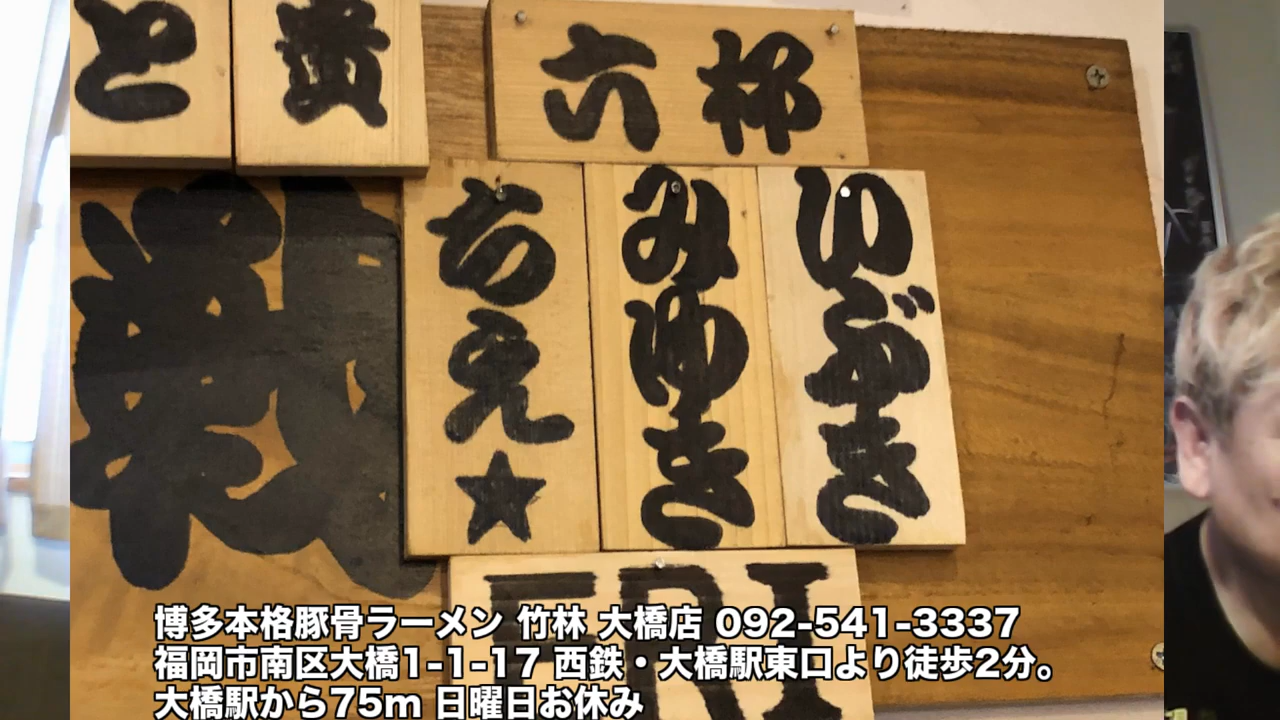 六杯
いぶき
みゆき
ちえ★
ERI
博多本格豚骨ラーメン 竹林 大橋店 092-541-3337
福岡市南区大橋1-1-17 西鉄・大橋駅東口より徒歩2分。
大橋駅から75m 日曜日お休み